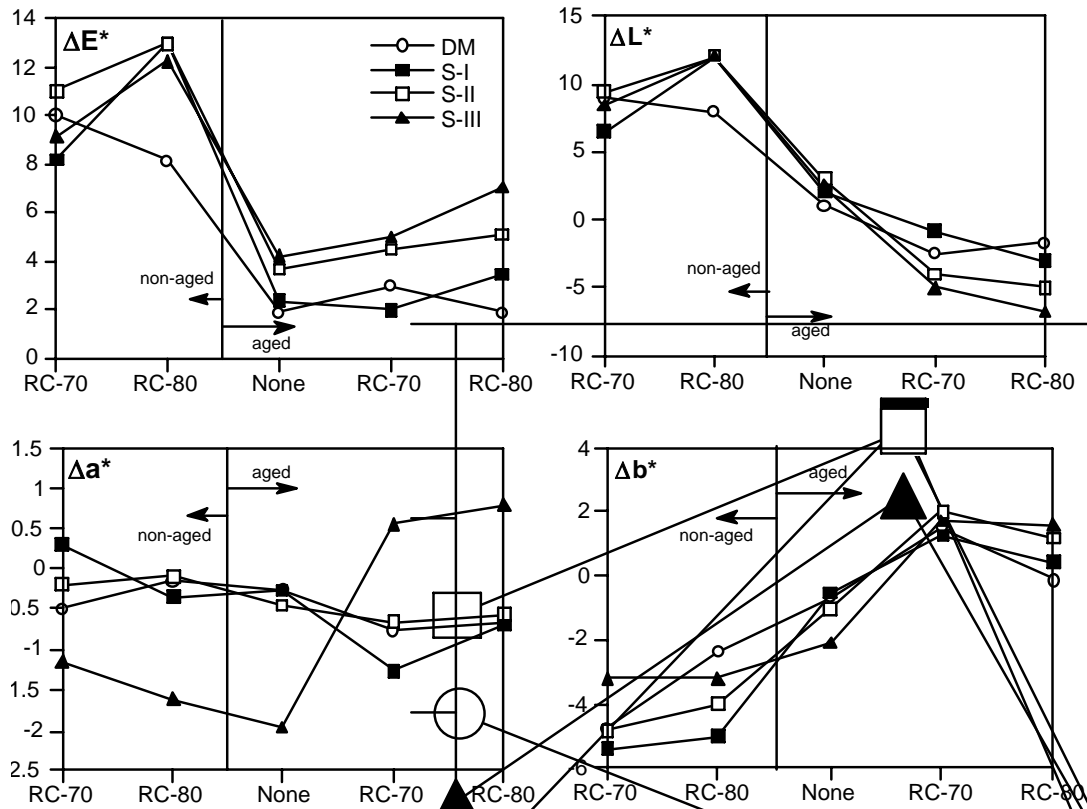 ΔE*
14
12
10
8
6
4
2
0
DM
S-I
S-II
S-III
non-aged
aged
RC-70 RC-80 None RC-70 RC-80
ΔL*
15
10
5
0
-5
-10
non-aged
aged
RC-70 RC-80 None RC-70 RC-80
Δa*
1.5
1
0.5
0
0.5
-1
1.5
-2
2.5
aged
non-aged
RC-70 RC-80 None RC-70 RC-80
Δb*
4
2
0
-2
-4
-6
aged
non-aged
RC-70 RC-80 None RC-70 RC-80